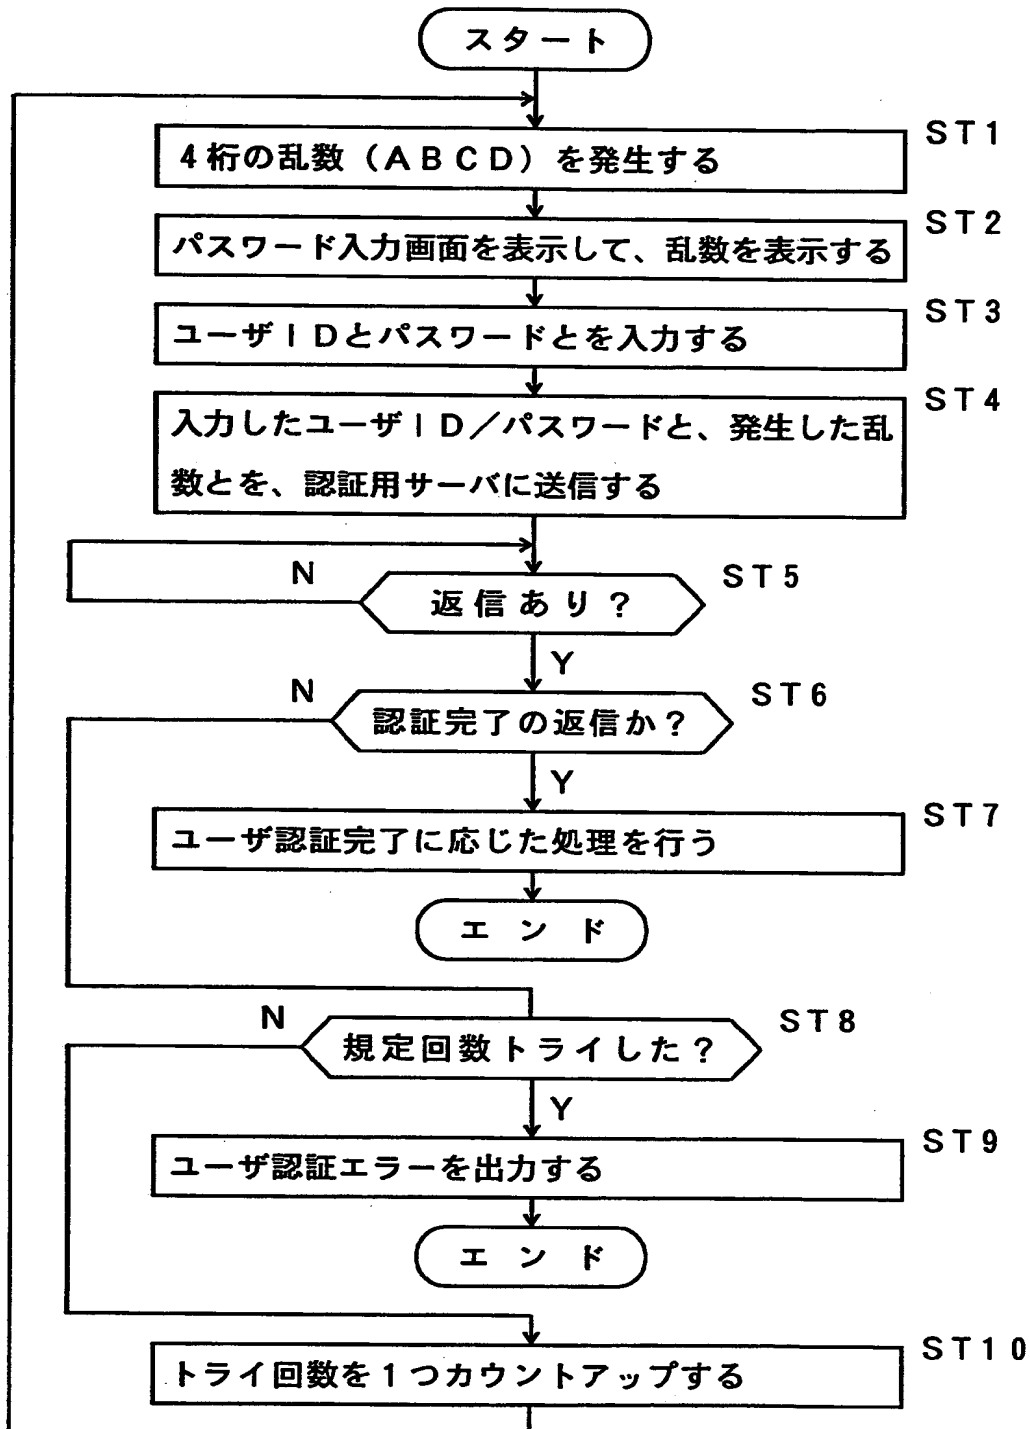 スタート
ST1
4桁の乱数(ABCD)を発生する
ST2
パスワード入力画面を表示して、乱数を表示する
ST3
ユーザIDとパスワードとを入力する
ST4
入力したユーザID/パスワードと、発生した乱
数とを、認証用サーバに送信する
N
ST5
返信あり?
Y
N
ST6
認証完了の返信か?
Y
ST7
ユーザ認証完了に応じた処理を行う
エンド
N
ST8
規定回数トライした?
Y
ST9
ユーザ認証エラーを出力する
エンド
ST10
トライ回数を1つカウントアップする